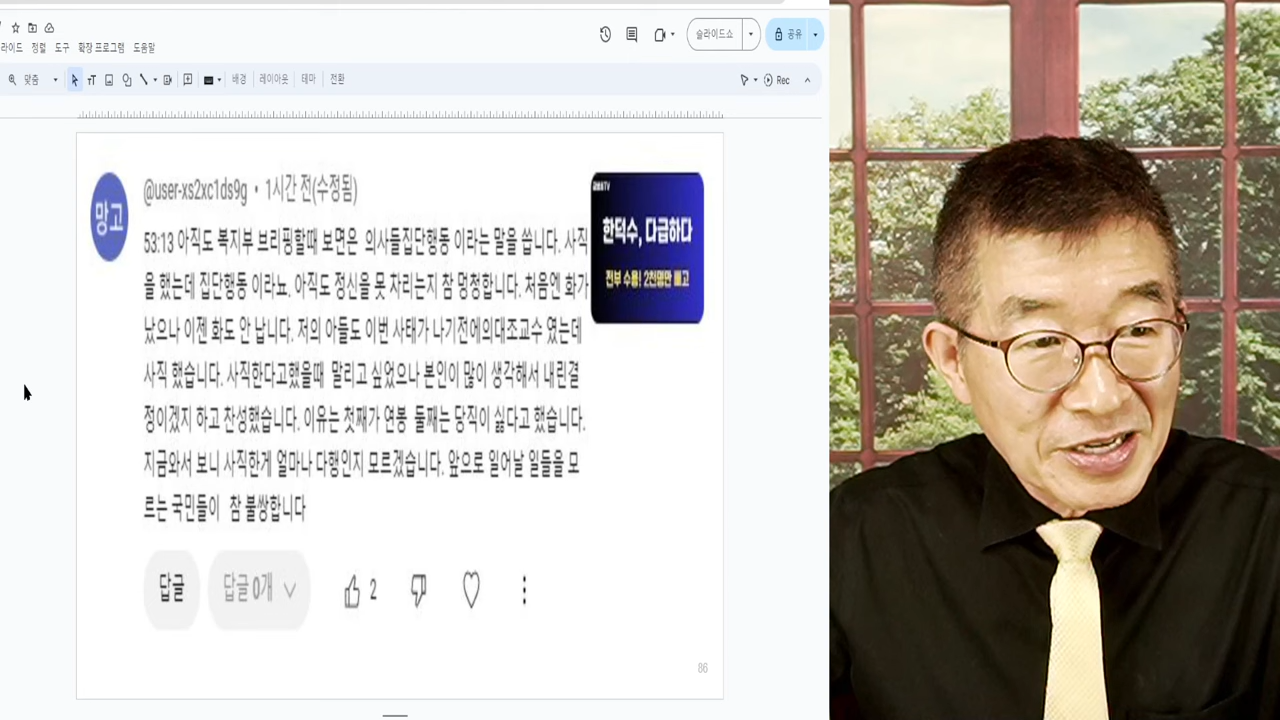 라이드 정렬 도구 확장 프로그램 도움말
슬라이드쇼
공유
맞춤
배경 레이아웃 테마 전환
Rec
망고
@user-xs2xc1ds9g • 1시간 전(수정됨)
53:13 아직도 복지부 브리핑할때 보면은 의사들집단행동 이라는 말을 씁니다. 사직
을 했는데 집단행동 이라뇨. 아직도 정신을 못 차리는지 참 멍청합니다. 처음엔 화가
났으나 이젠 화도 안 납니다. 저의 아들도 이번 사태가 나기전에의대조교수 였는데
사직 했습니다. 사직한다고했을때 말리고 싶었으나 본인이 많이 생각해서 내린결
정이겠지 하고 찬성했습니다. 이유는 첫째가 연봉 둘째는 당직이 싫다고 했습니다.
지금와서 보니 사직한게 얼마나 다행인지 모르겠습니다. 앞으로 일어날 일들을 모
르는 국민들이 참 불쌍합니다
한덕수, 다급하다
전부 수용! 2천명만 빼고
답글
답글 0개
2
86